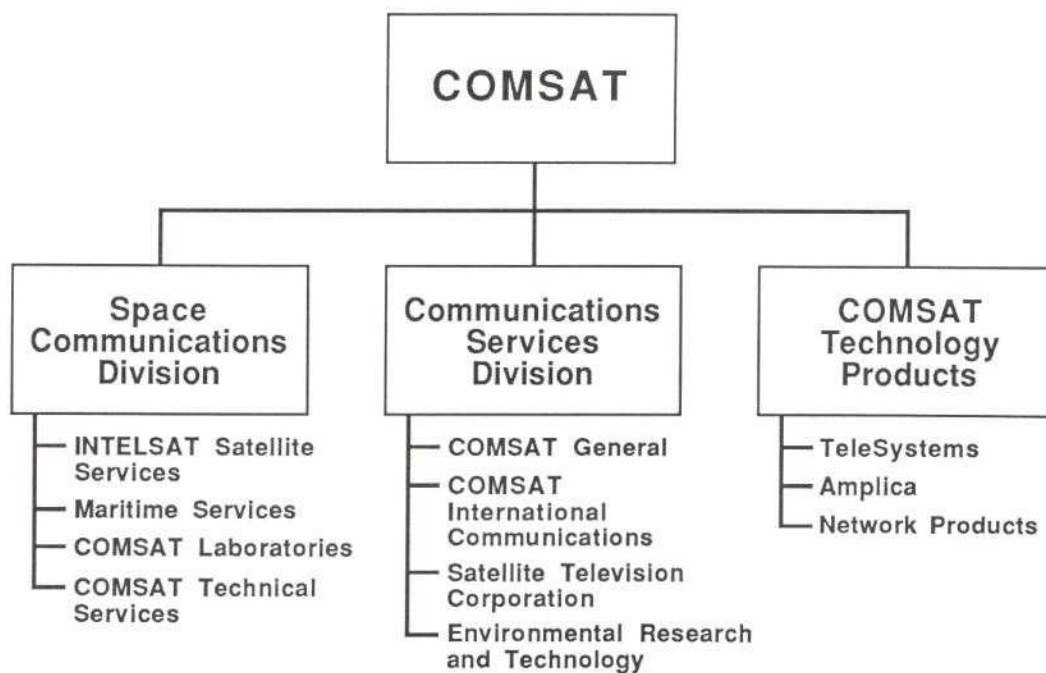 COMSAT
Space
Communications
Division
INTELSAT Satellite
Services
Maritime Services
COMSAT Laboratories
COMSAT Technical
Services
Communications
Services
Division
COMSAT General
COMSAT
International
Communications
Satellite Television
Corporation
Environmental Research
and Technology
COMSAT
Technology
Products
TeleSystems
Amplica
Network Products